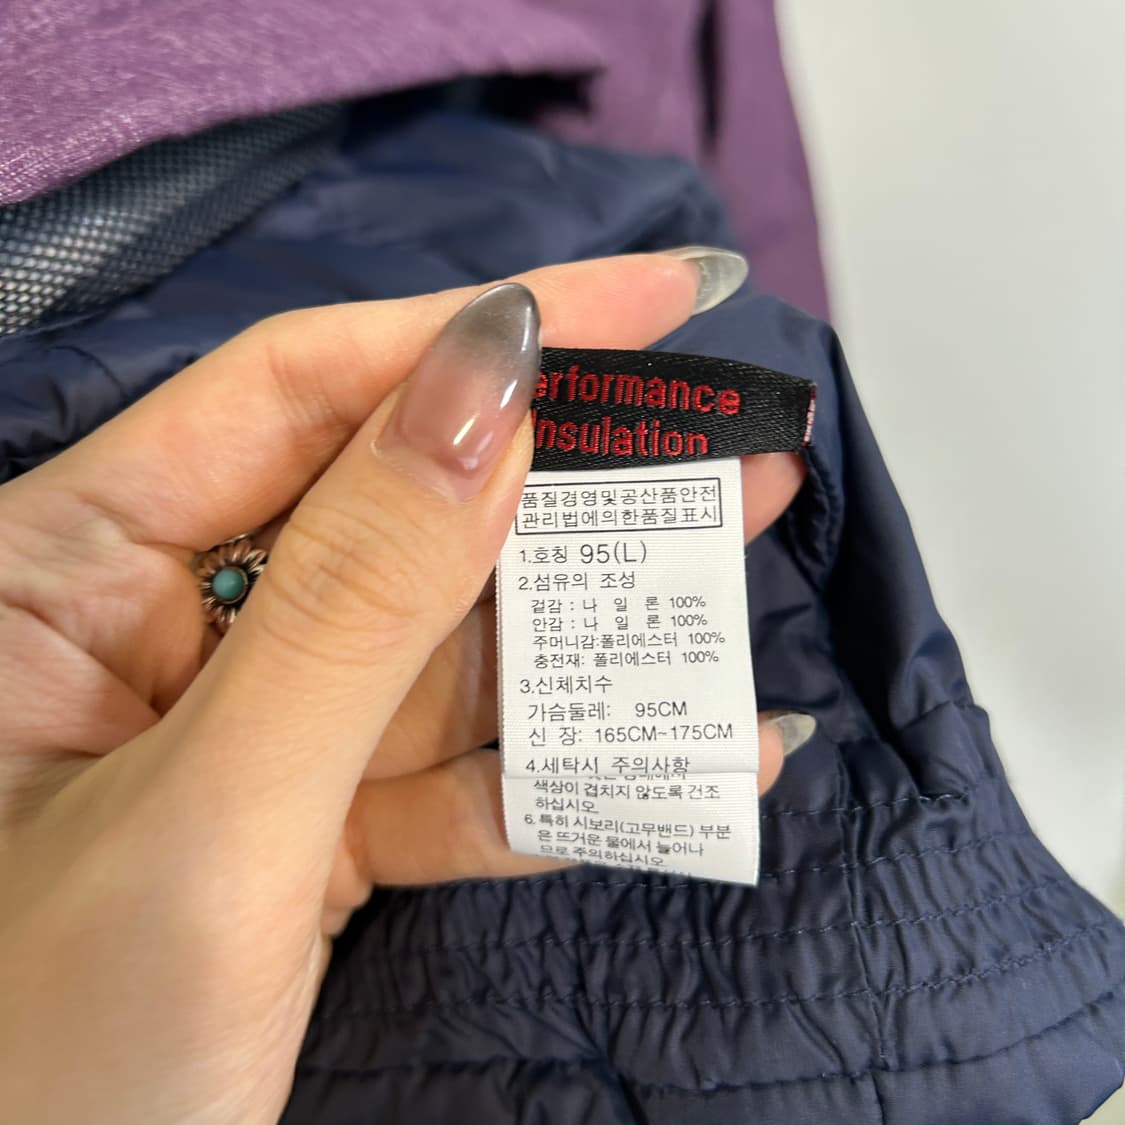 erformance
Insulation
품질경영및공산품안전
관리법에의한품질표시
1.호칭 95(L)
2.섬유의 조성
겉감 : 나 일 론 100%
안감 : 나 일 론 100%
주머니감:폴리에스터 100%
충전재: 폴리에스터 100%
3.신체치수
가슴둘레: 95CM
신 장: 165CM~175CM
4.세탁시 주의사항
색상이 겹치지 않도록 건조
하십시오
6.특히 시보리(고무밴드) 부분
은 뜨거운 물에서 늘어나
므로 주의하십시오